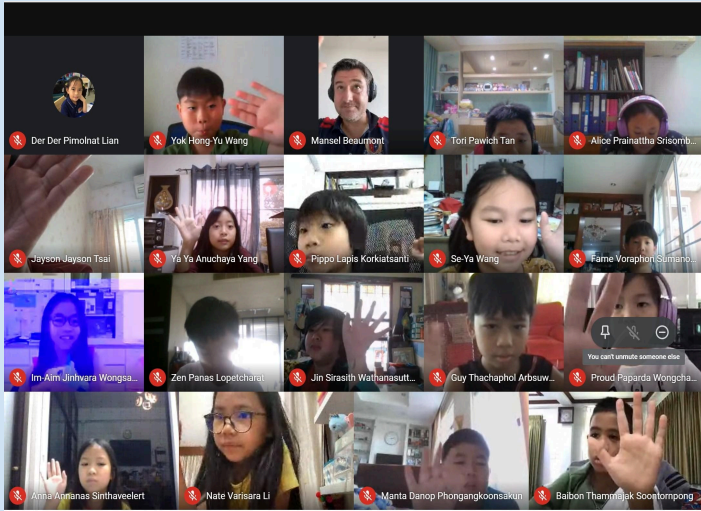 Der Der Pimolnat Lian
Yok Hong-Yu Wang
Mansel Beaumont
Tori Pawich Tan
Alice Prainattha Srisomb...
Jayson Jayson Tsai
Ya Ya Anuchaya Yang
Pippo Lapis Korkiatsanti
Se-Ya Wang
Farne Voraphon Sumano...
Im-Aim Jinhvara Wongsa...
Zen Panas Lopetcharat
Jin Sirasith Wathanasutt...
Guy Thachaphol Arbsuw...
You can't unmute someone else
Proud Paparda Wongcha...
Anna Annanas Sinthaveelert
Nate Varisara Li
Manta Danop Phongangkoonsakun
Baibon Thammajak Soontornpong